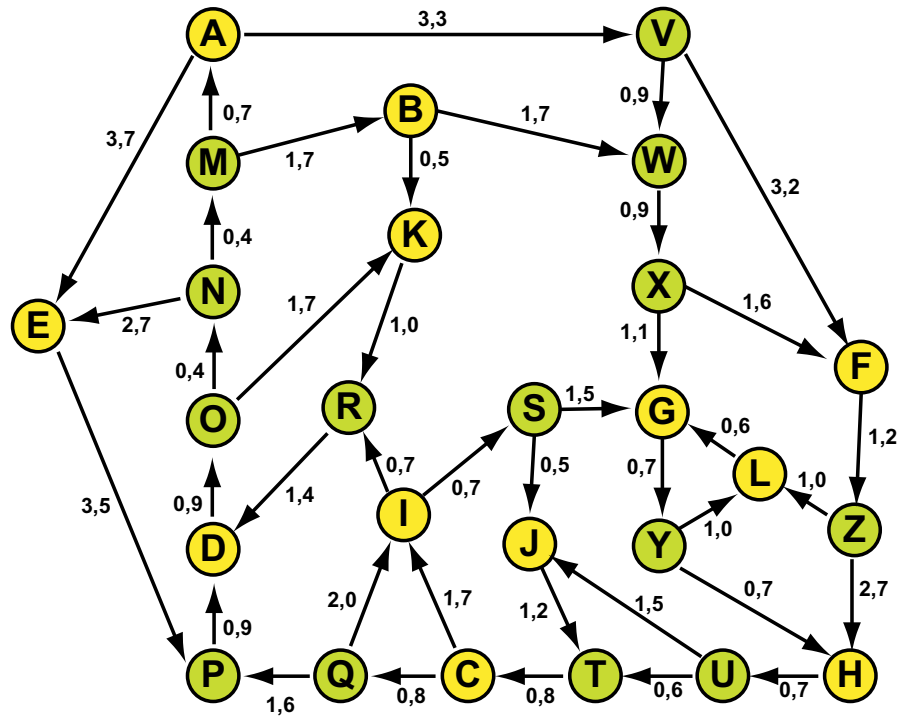 3,3
A
V
B
0,9
0,7
1,7
3,7
M
1,7
0,5
W
3,2
0,9
K
0,4
N
X
1,7
1,6
E
2,7
1,0
1,1
F
0,4
R
S
1,5
G
O
0,6
1,2
0,7
0,5
0,7
L
1,0
0,7
1,4
I
3,5
0,9
Z
D
J
Y
1,0
2,0
1,7
1,2
1,5
0,7
2,7
0,9
P
Q
C
T
U
H
1,6
0,8
0,8
0,6
0,7